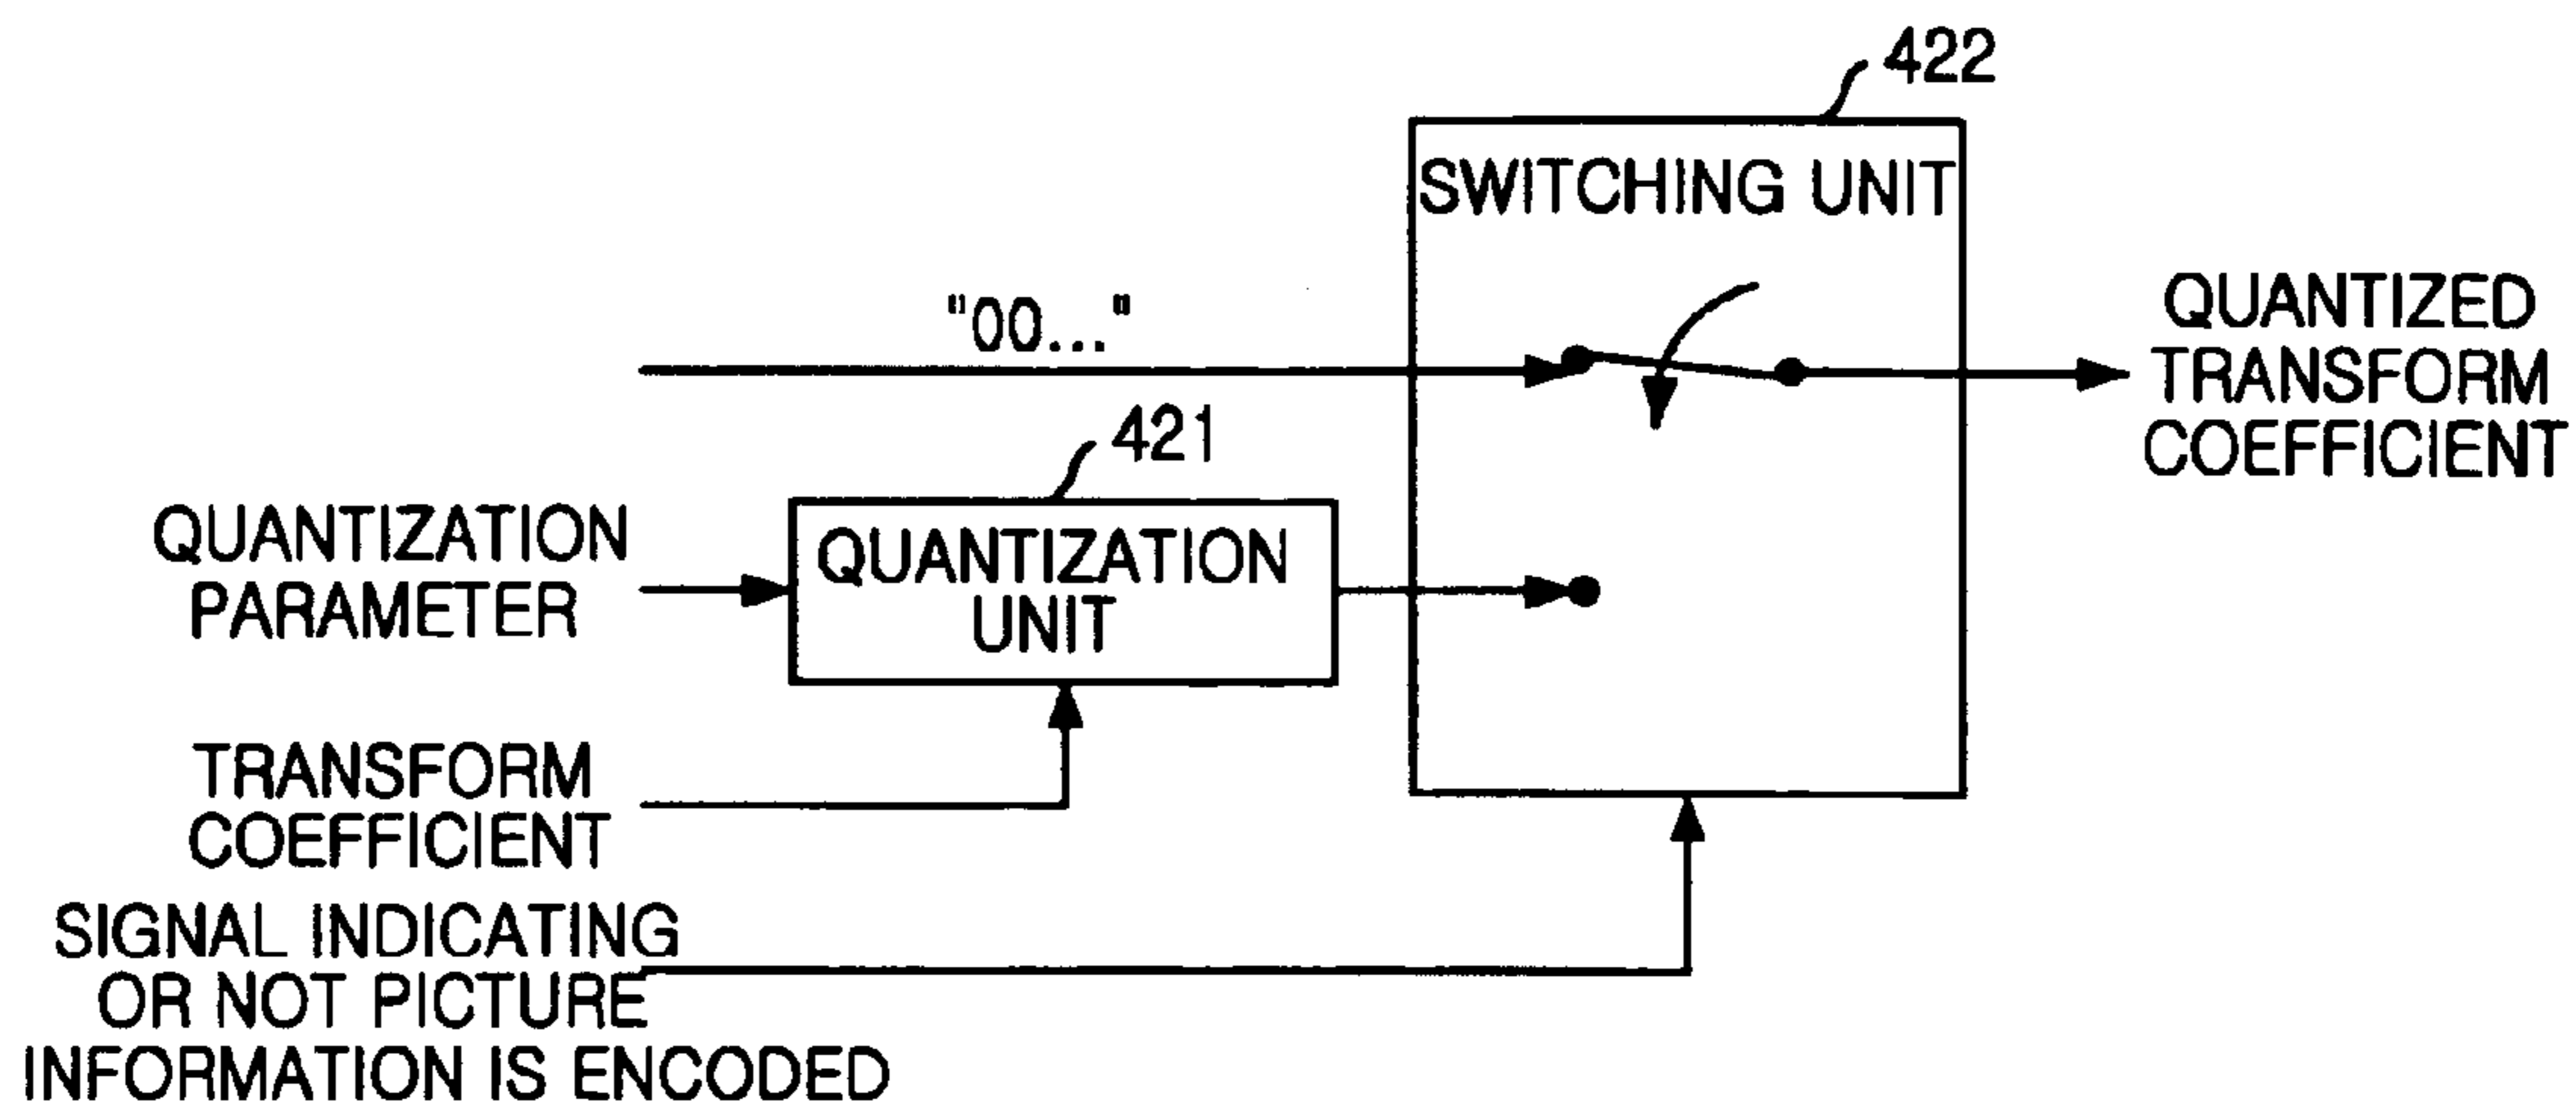 422
SWITCHING UNIT
"00..."
QUANTIZED
TRANSFORM
COEFFICIENT
421
QUANTIZATION
PARAMETER
QUANTIZATION
UNIT
TRANSFORM
COEFFICIENT
SIGNAL INDICATING
OR NOT PICTURE
INFORMATION IS ENCODED